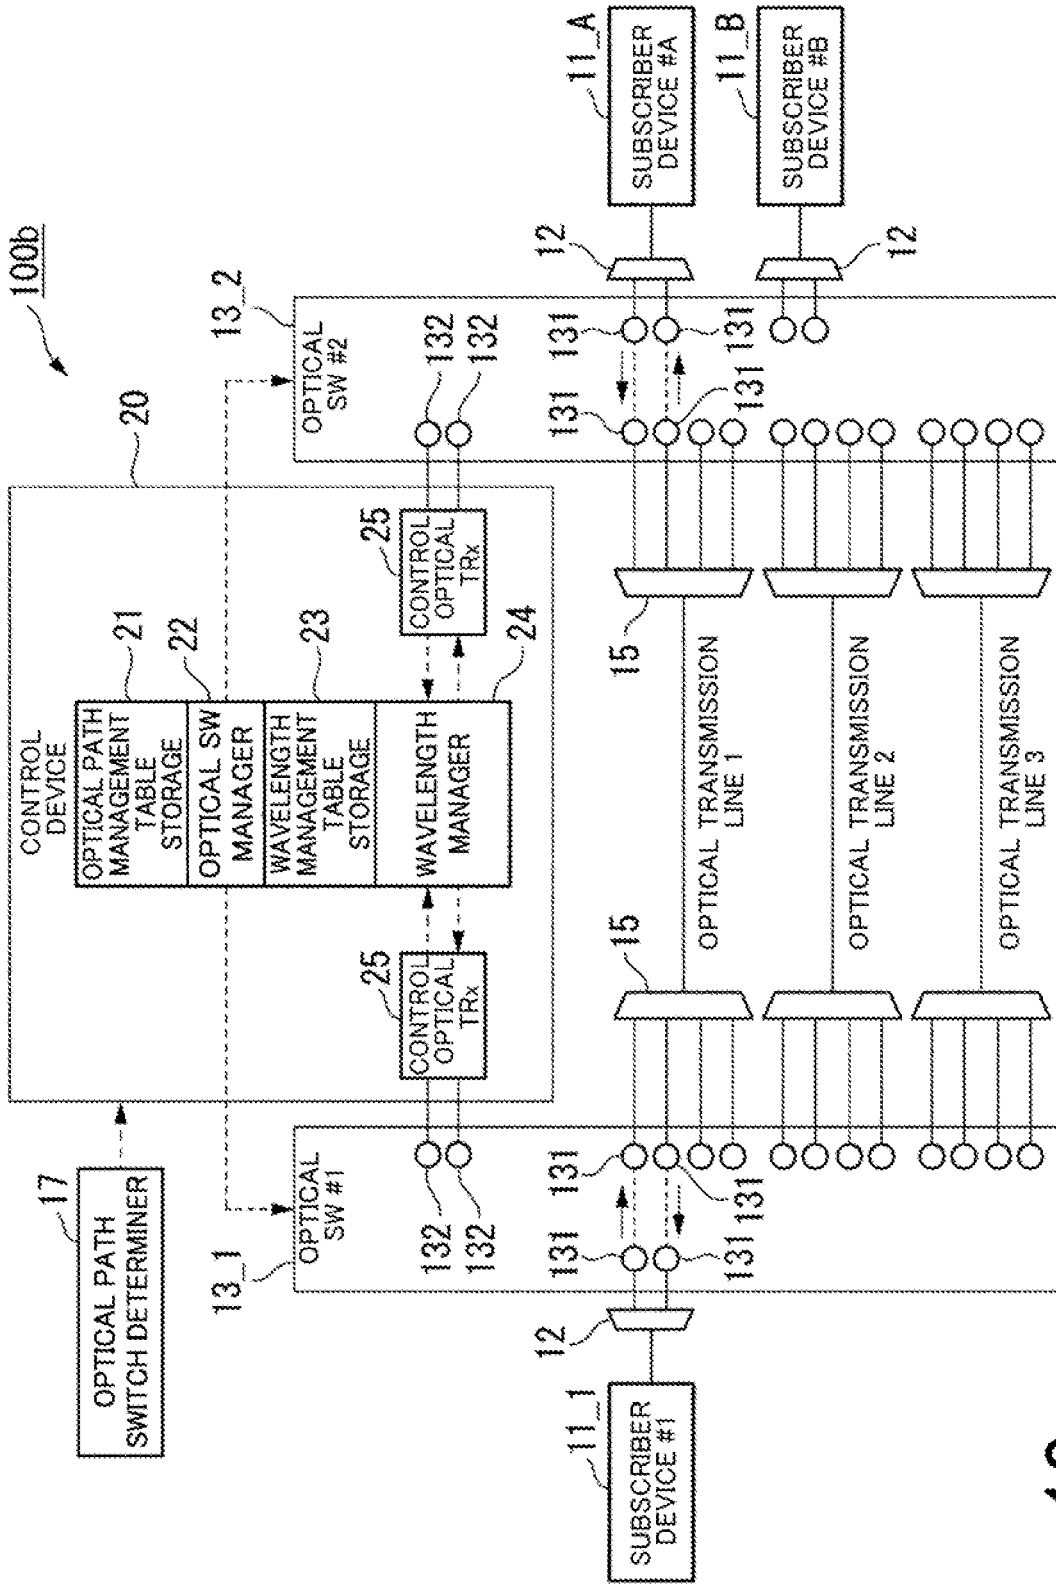 100b
OPTICAL PATH
SWITCH DETERMINER
17
CONTROL
DEVICE
20
OPTICAL PATH
MANAGEMENT
TABLE
STORAGE
21
OPTICAL SW
MANAGER
22
WAVELENGTH
MANAGEMENT
TABLE
STORAGE
23
WAVELENGTH
MANAGER
24
CONTROL
OPTICAL
TRx
25
CONTROL
OPTICAL
TRx
25
13_1
OPTICAL
SW #1
132
132
131
131
131
131
13_2
OPTICAL
SW #2
132
132
131
131
131
131
12
11_1
SUBSCRIBER
DEVICE #1
15
15
OPTICAL TRANSMISSION
LINE 1
OPTICAL TRANSMISSION
LINE 2
OPTICAL TRANSMISSION
LINE 3
12
11_A
SUBSCRIBER
DEVICE #A
12
11_B
SUBSCRIBER
DEVICE #B